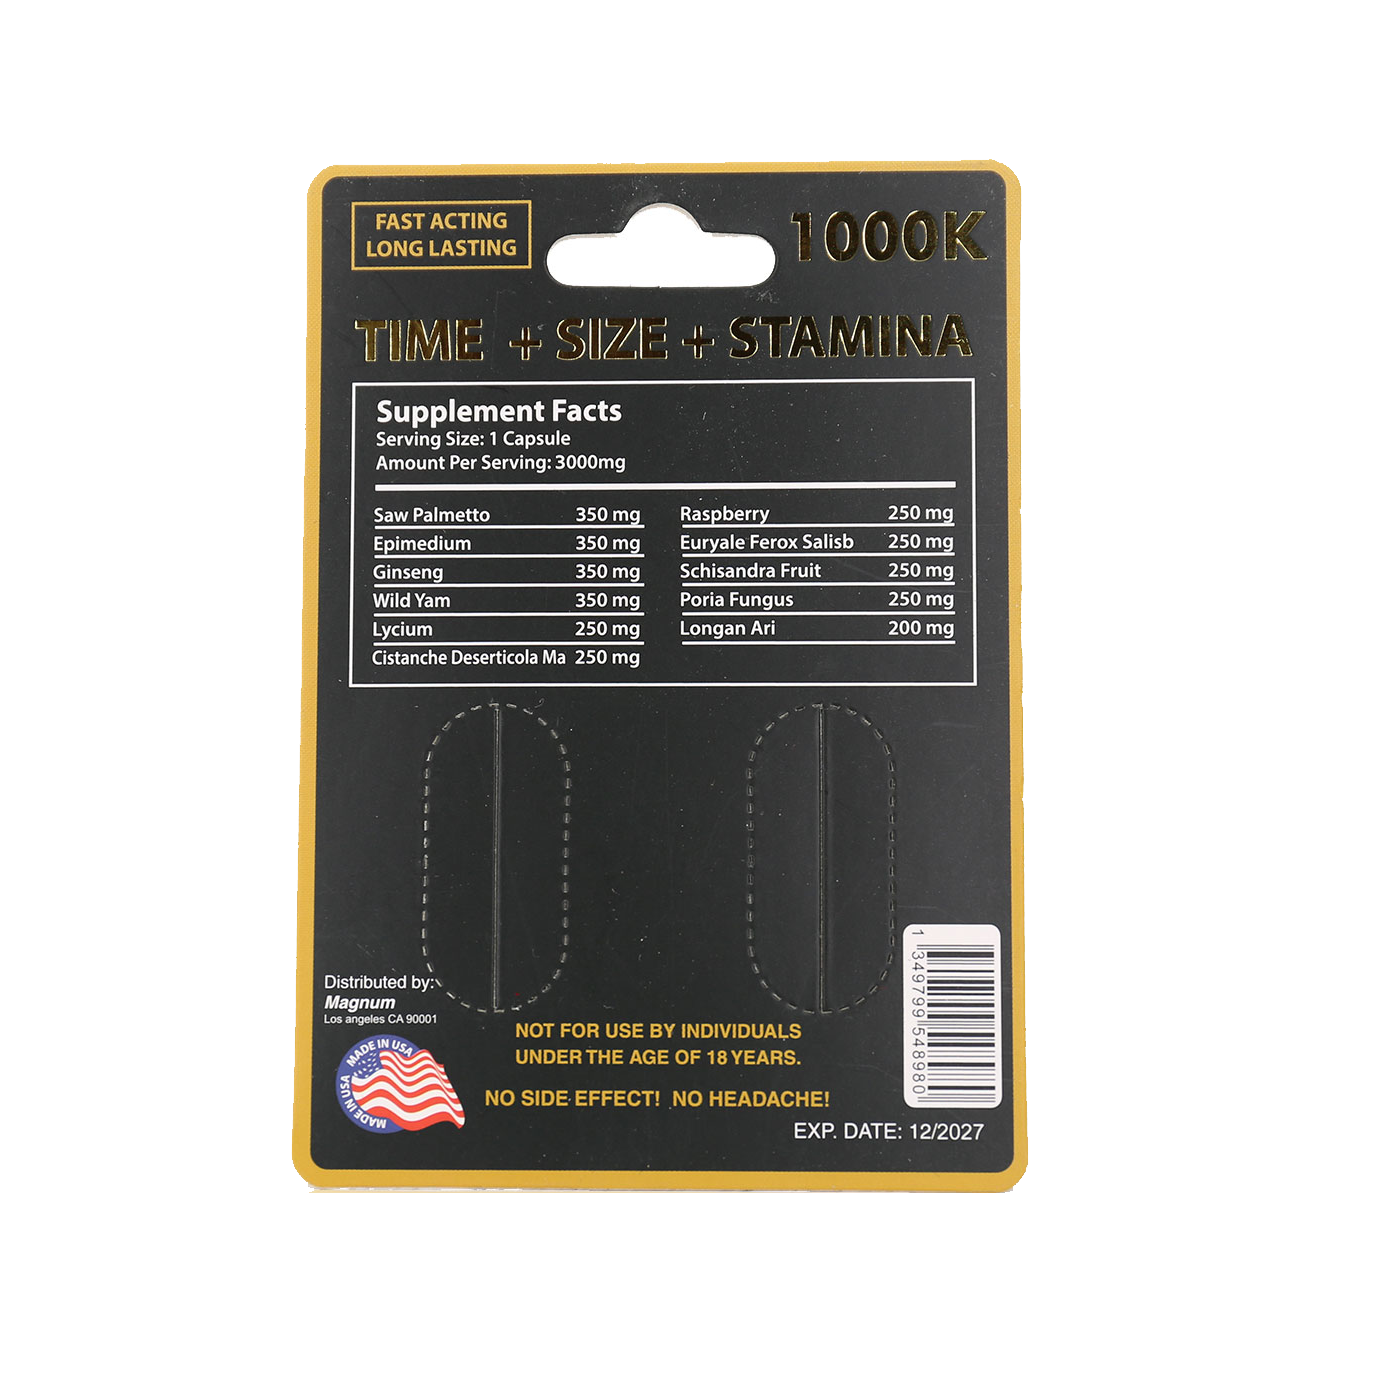 FAST ACTING
LONG LASTING
1000K
TIME + SIZE + STAMINA
Supplement Facts
Serving Size: 1 Capsule
Amount Per Serving: 3000mg
Saw Palmetto 350 mg
Epimedium 350 mg
Ginseng 350 mg
Wild Yam 350 mg
Lycium 250 mg
Cistanche Deserticola Ma 250 mg
Raspberry 250 mg
Euryale Ferox Salisb 250 mg
Schisandra Fruit 250 mg
Poria Fungus 250 mg
Longan Ari 200 mg
Distributed by:
Magnum
Los angeles CA 90001
MADE IN USA
MADE IN USA
NOT FOR USE BY INDIVIDUALS
UNDER THE AGE OF 18 YEARS.
NO SIDE EFFECT! NO HEADACHE!
1 34979954898 0
EXP. DATE: 12/2027